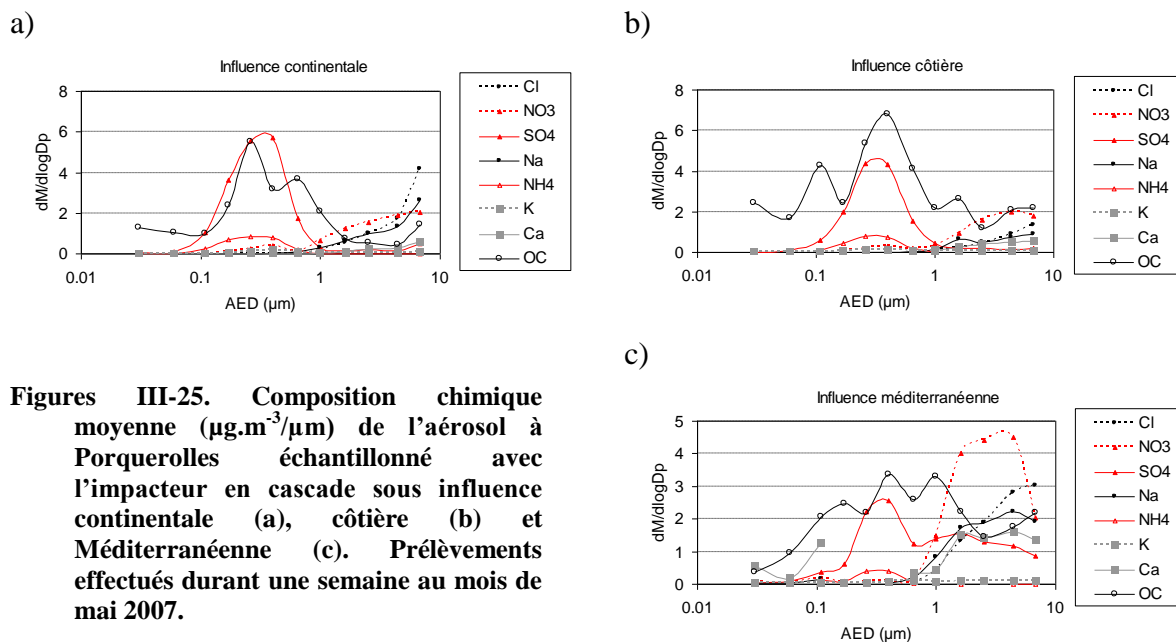 a)
Influence continentale
dM/dlogDp
8
6
4
2
0
0.01 0.1 1 10
AED (µm)
Cl
NO3
SO4
Na
NH4
K
Ca
OC
b)
Influence côtière
dM/dlogDp
8
6
4
2
0
0.01 0.1 1 10
AED (µm)
Cl
NO3
SO4
Na
NH4
K
Ca
OC
c)
Influence méditerranéenne
dM/dlogDp
5
4
3
2
1
0
0.01 0.1 1 10
AED (µm)
Cl
NO3
SO4
Na
NH4
K
Ca
OC
Figures III-25. Composition chimique
moyenne (µg.m-3/µm) de l’aérosol à
Porquerolles échantillonné avec
l’impacteur en cascade sous influence
continentale (a), côtière (b) et
Méditerranéenne (c). Prélèvements
effectués durant une semaine au mois de
mai 2007.